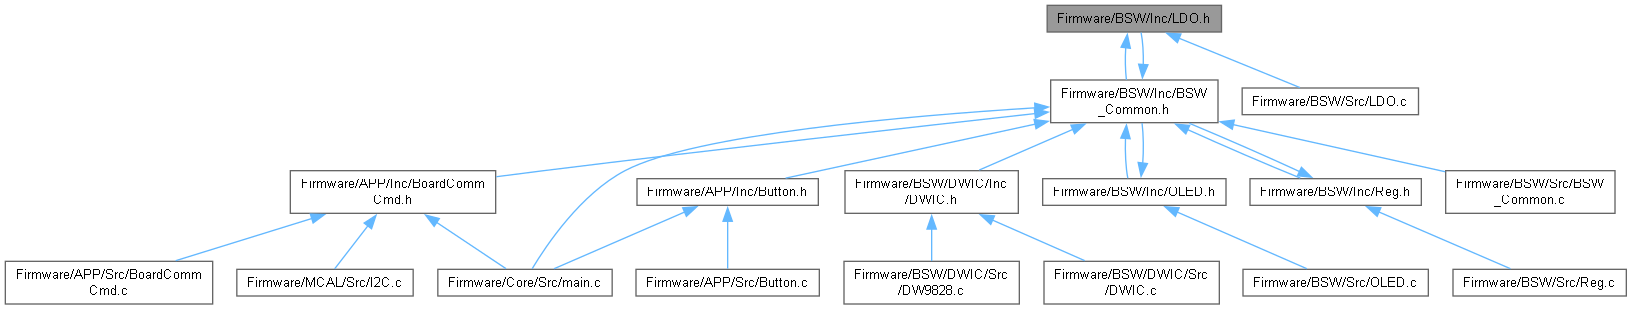 Firmware/BSW/Inc/LDO.h
Firmware/BSW/Inc/BSW
_Common.h
Firmware/BSW/Src/LDO.c
Firmware/APP/Inc/BoardComm
Cmd.h
Firmware/APP/Inc/Button.h
Firmware/BSW/DWIC/Inc
/DWIC.h
Firmware/BSW/Inc/OLED.h
Firmware/BSW/Inc/Reg.h
Firmware/BSW/Src/BSW
_Common.c
Firmware/APP/Src/BoardComm
Cmd.c
Firmware/MCAL/Src/I2C.c
Firmware/Core/Src/main.c
Firmware/APP/Src/Button.c
Firmware/BSW/DWIC/Src
/DW9828.c
Firmware/BSW/DWIC/Src
/DWIC.c
Firmware/BSW/Src/OLED.c
Firmware/BSW/Src/Reg.c